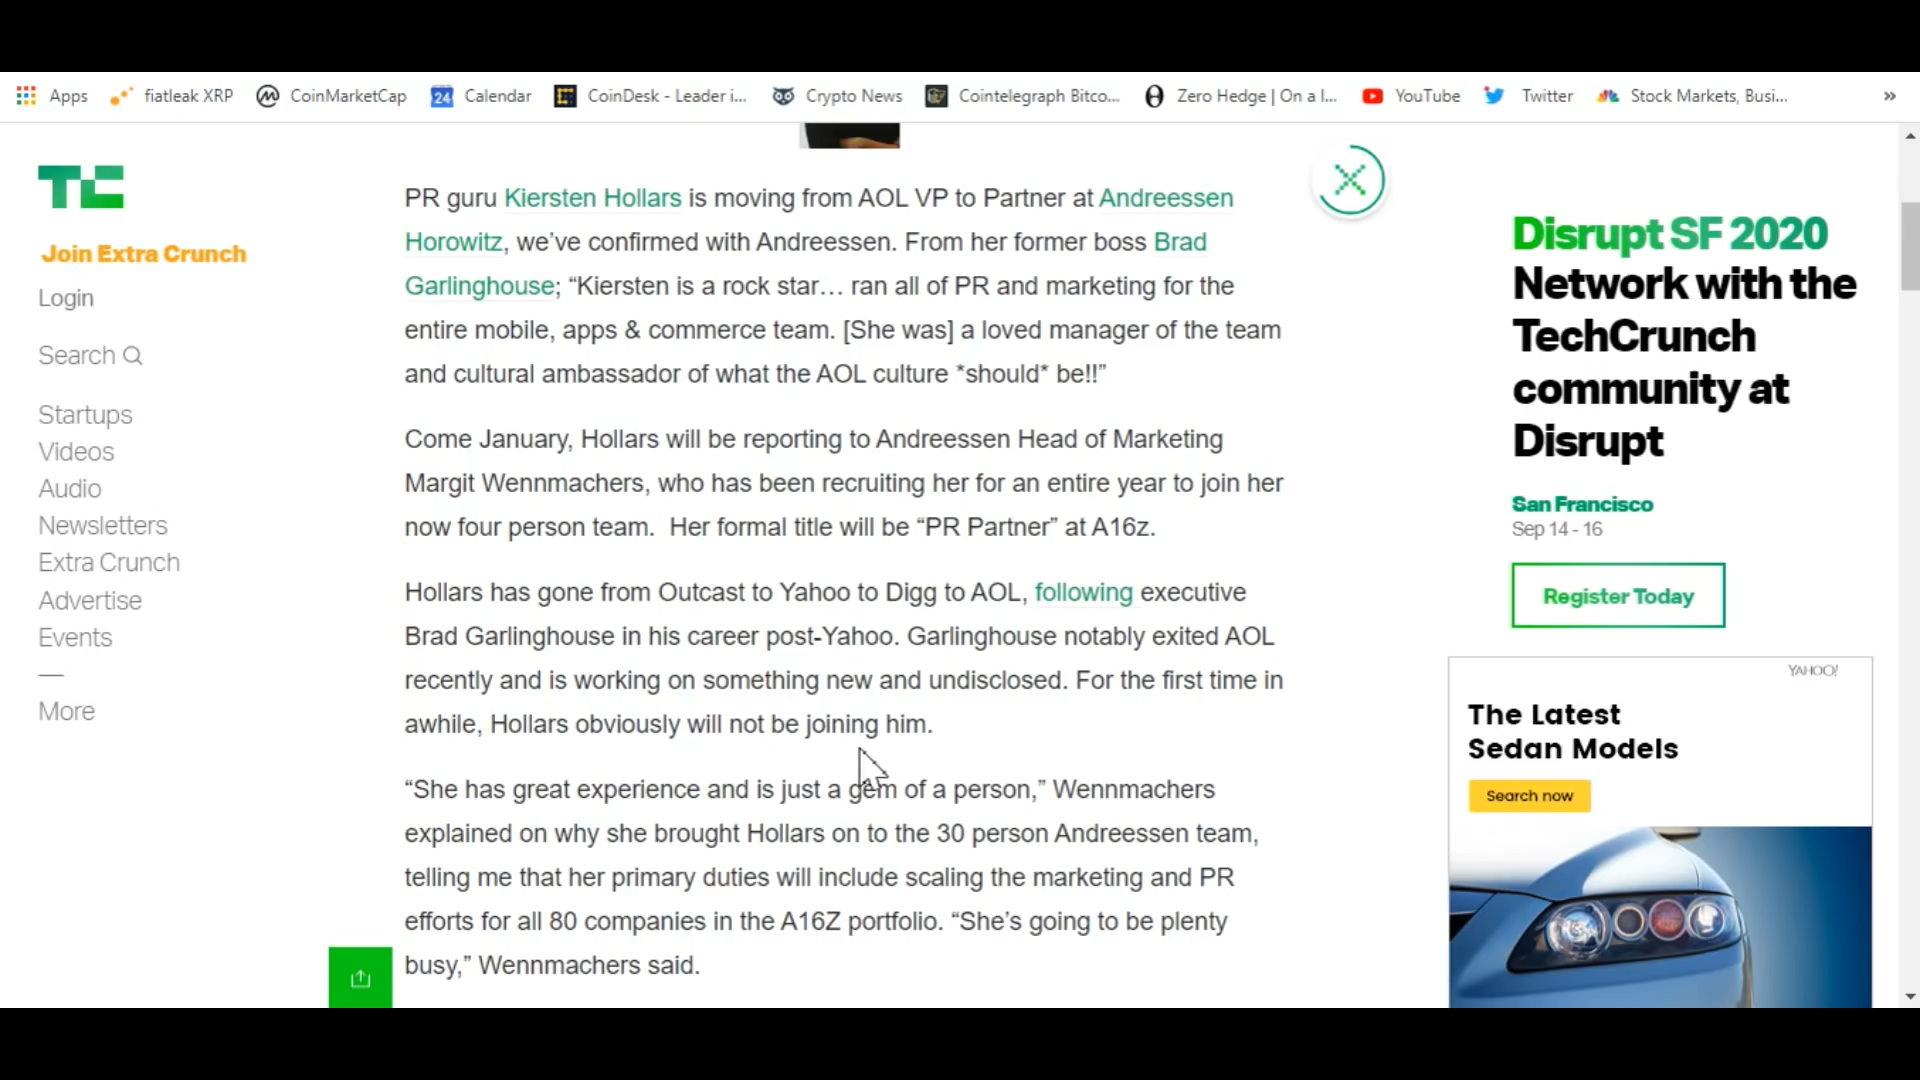 Apps fiatleak XRP CoinMarketCap 24 Calendar CoinDesk - Leader i... Crypto News Cointelegraph Bitco... Zero Hedge | On a l... YouTube Twitter Stock Markets, Busi... »
TC
Join Extra Crunch
Login
Search
Startups
Videos
Audio
Newsletters
Extra Crunch
Advertise
Events
—
More
PR guru Kiersten Hollars is moving from AOL VP to Partner at Andreessen
Horowitz, we’ve confirmed with Andreessen. From her former boss Brad
Garlinghouse; “Kiersten is a rock star… ran all of PR and marketing for the
entire mobile, apps & commerce team. [She was] a loved manager of the team
and cultural ambassador of what the AOL culture *should* be!!”
Come January, Hollars will be reporting to Andreessen Head of Marketing
Margit Wennmachers, who has been recruiting her for an entire year to join her
now four person team.  Her formal title will be “PR Partner” at A16z.
Hollars has gone from Outcast to Yahoo to Digg to AOL, following executive
Brad Garlinghouse in his career post-Yahoo. Garlinghouse notably exited AOL
recently and is working on something new and undisclosed. For the first time in
awhile, Hollars obviously will not be joining him.
“She has great experience and is just a gem of a person,” Wennmachers
explained on why she brought Hollars on to the 30 person Andreessen team,
telling me that her primary duties will include scaling the marketing and PR
efforts for all 80 companies in the A16Z portfolio. “She’s going to be plenty
busy,” Wennmachers said.
Disrupt SF 2020
Network with the
TechCrunch
community at
Disrupt
San Francisco
Sep 14 - 16
Register Today
YAHOO!
The Latest
Sedan Models
Search now